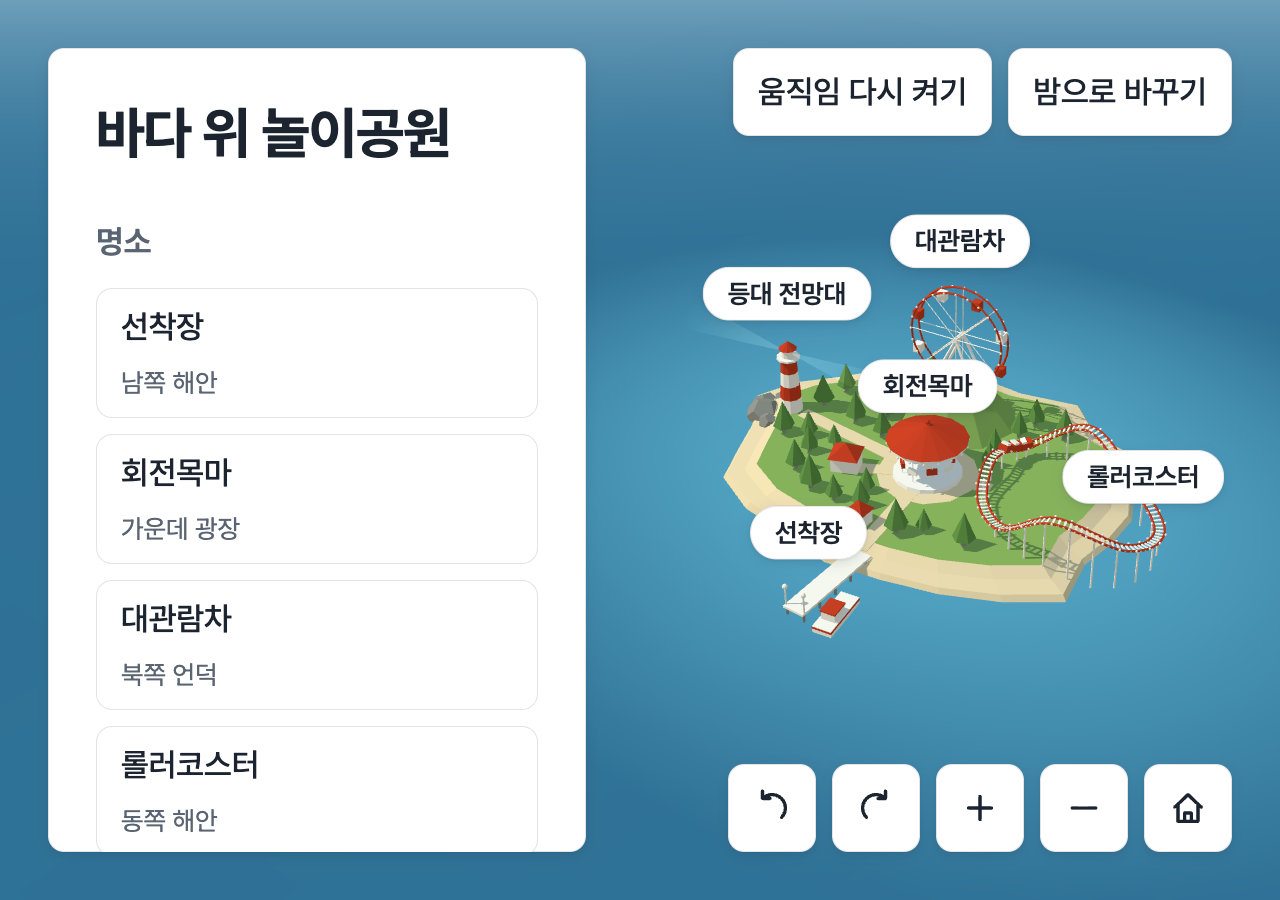 바다 위 놀이공원
명소
선착장
남쪽 해안
회전목마
가운데 광장
대관람차
북쪽 언덕
롤러코스터
동쪽 해안
움직임 다시 켜기
밤으로 바꾸기
대관람차
등대 전망대
회전목마
롤러코스터
선착장